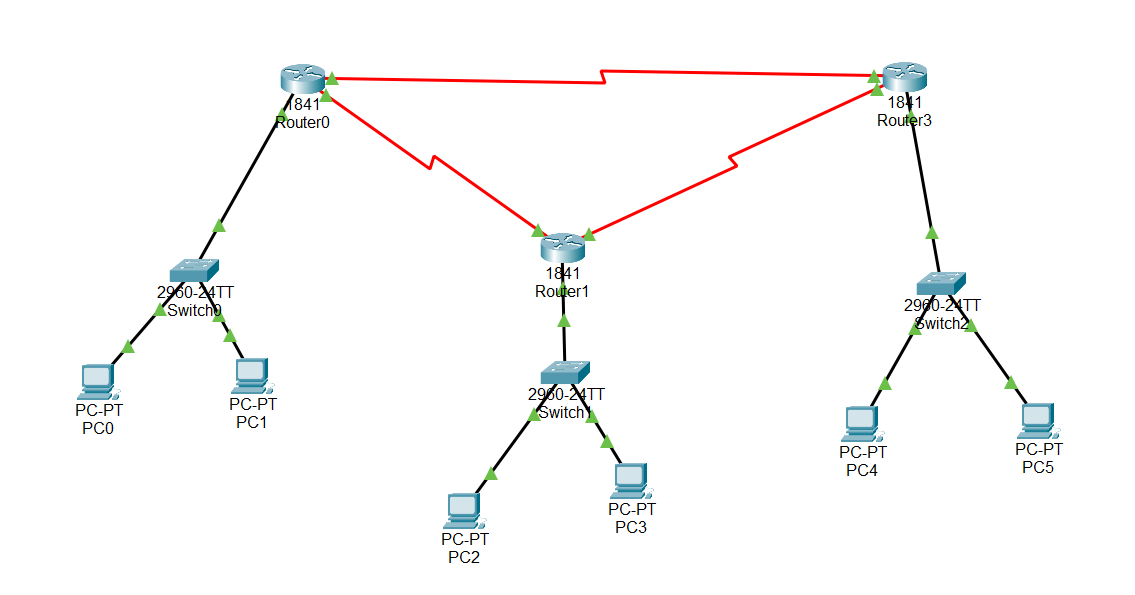 1841
Router0
1841
Router3
1841
Router1
2960-24TT
Switch0
2960-24TT
Switch2
2960-24TT
Switch1
PC-PT
PC0
PC-PT
PC1
PC-PT
PC2
PC-PT
PC3
PC-PT
PC4
PC-PT
PC5